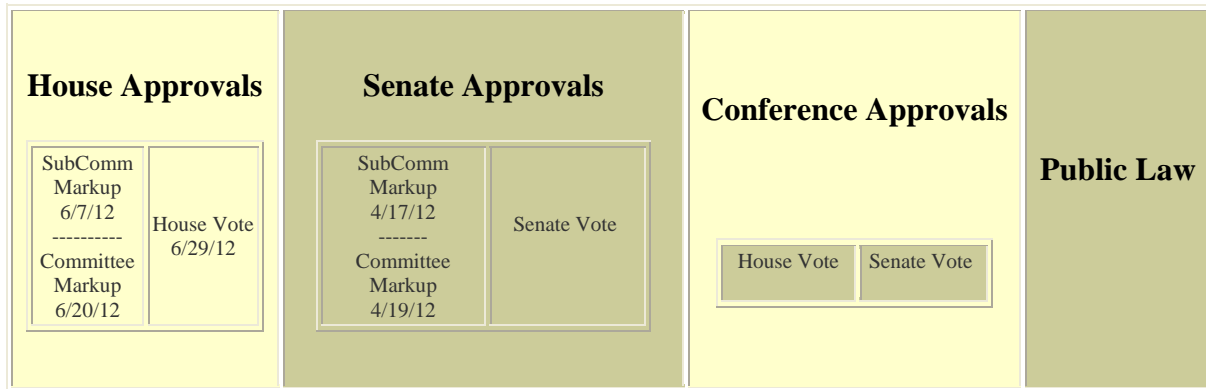 House Approvals
SubComm
Markup
6/7/12
----------
Committee
Markup
6/20/12
House Vote
6/29/12
Senate Approvals
SubComm
Markup
4/17/12
-------
Committee
Markup
4/19/12
Senate Vote
Conference Approvals
House Vote
Senate Vote
Public Law